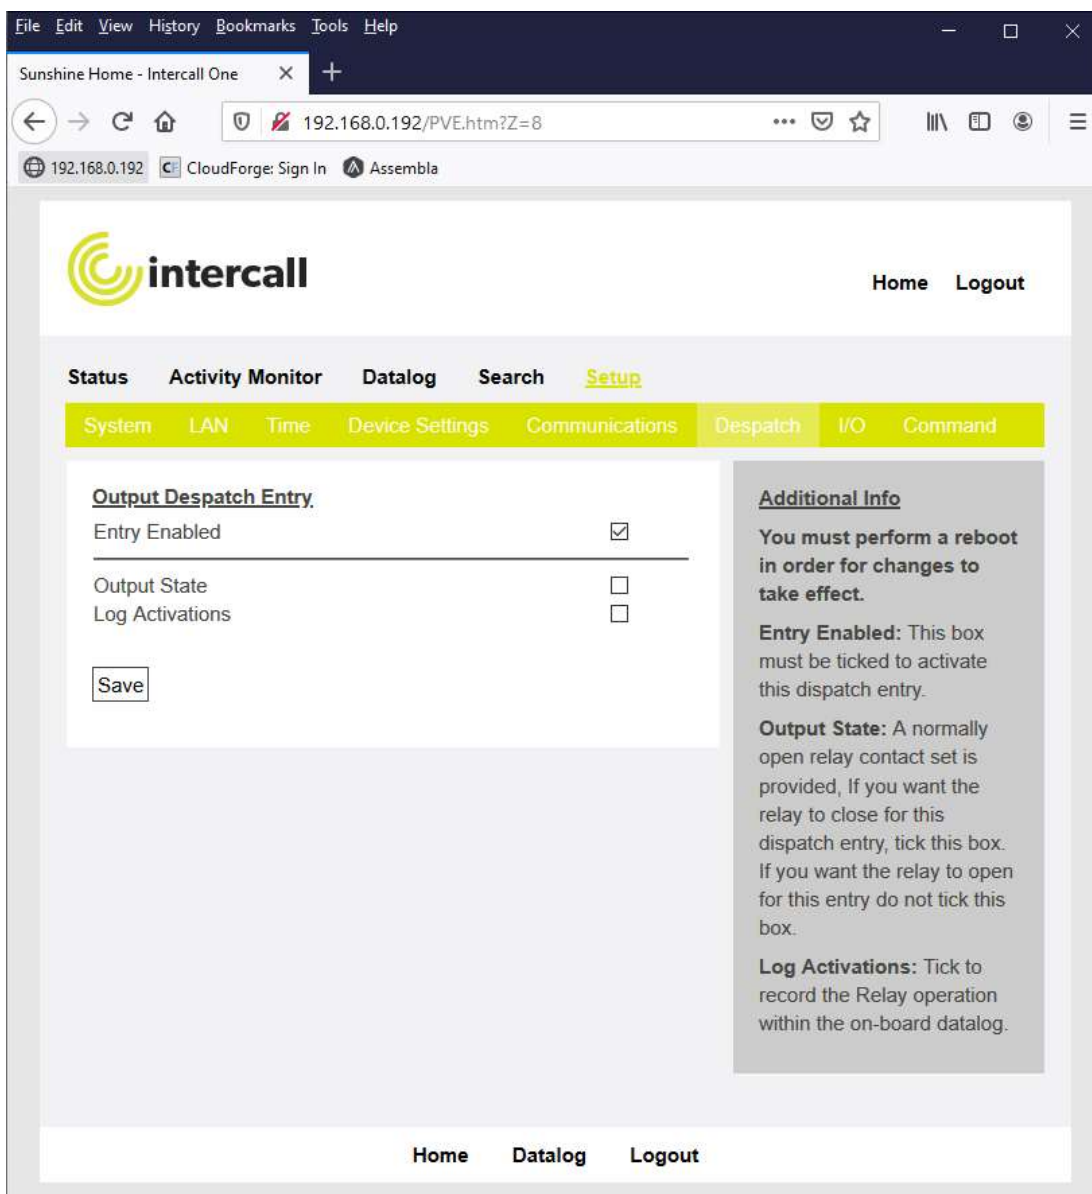 File Edit View History Bookmarks Tools Help
Sunshine Home - Intercall One
192.168.0.192/PVE.htm?Z=8
192.168.0.192 CF CloudForge: Sign In Assembla
intercall
Home Logout
Status Activity Monitor Datalog Search Setup
System LAN Time Device Settings Communications Despatch I/O Command
Output Despatch Entry
Entry Enabled
Output State
Log Activations
Save
Additional Info
You must perform a reboot
in order for changes to
take effect.
Entry Enabled: This box
must be ticked to activate
this dispatch entry.
Output State: A normally
open relay contact set is
provided, If you want the
relay to close for this
dispatch entry, tick this box.
If you want the relay to open
for this entry do not tick this
box.
Log Activations: Tick to
record the Relay operation
within the on-board datalog.
Home Datalog Logout